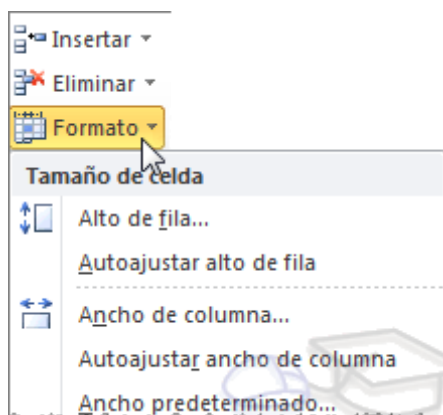 Insertar
Eliminar
Formato
Tamaño de celda
Alto de fila...
Autoajustar alto de fila
Ancho de columna...
Autoajustar ancho de columna
Ancho predeterminado...